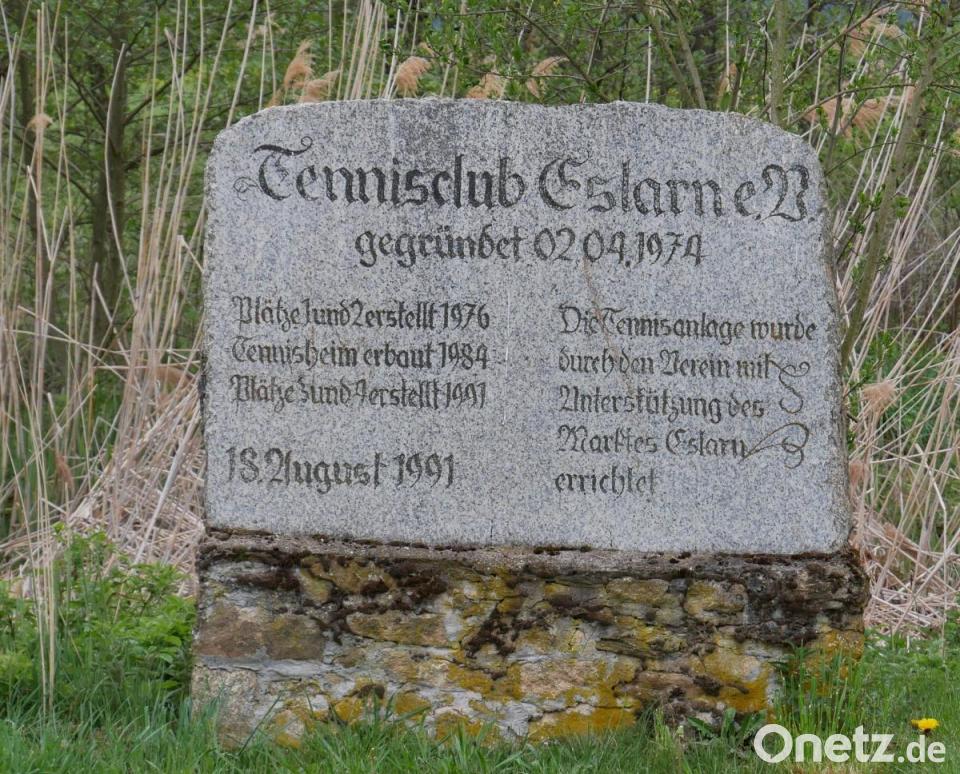 Tennisclub Eslarn e.V
gegründet 02.04.1974
Plätze 1 und 2 erstellt 1976
Tennisheim erbaut 1984
Plätze 3 und 4 erstellt 1991
18. August 1991
Die Tennisanlage wurde
durch den Verein mit
Unterstützung des
Marktes Eslarn
errichtet
Onetz.de